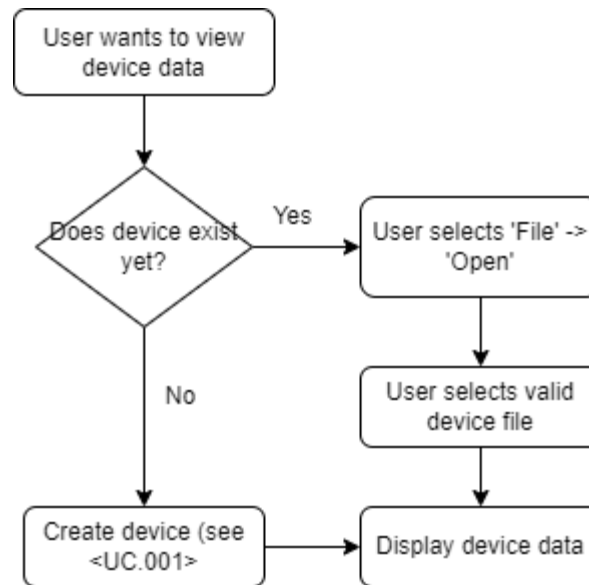 User wants to view
device data
Does device exist
yet?
Yes
User selects 'File' ->
'Open'
No
User selects valid
device file
Create device (see
<UC.001>
Display device data